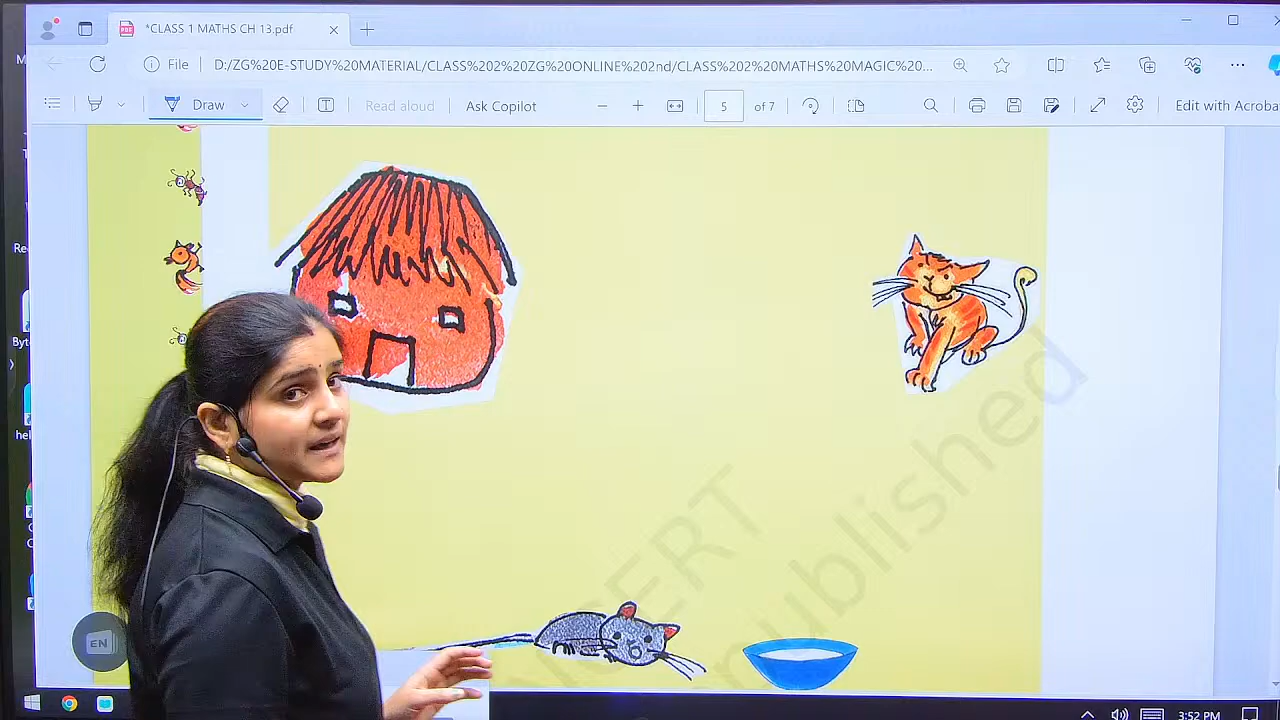 *CLASS 1 MATHS CH 13.pdf
File
D:/ZG%20E-STUDY%20MATERIAL/CLASS%202%20ZG%20ONLINE%202nd/CLASS%202%20MATHS%20MAGIC%20...
Draw
Read aloud
Ask Copilot
5
of 7
Edit with Acroba
NCERT
EN
3:52 PM